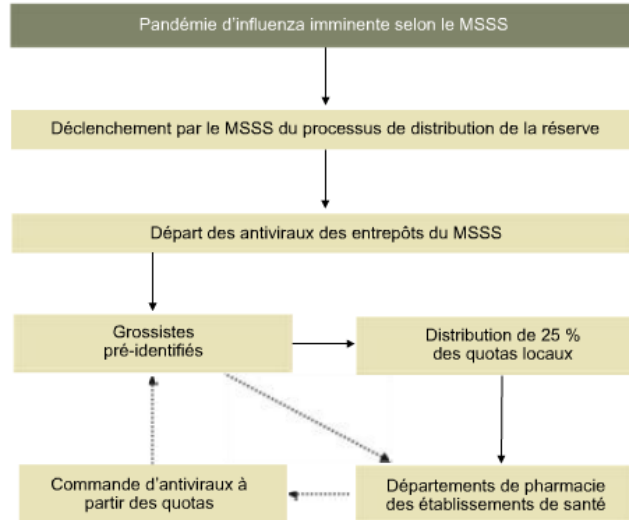 Pandémie d'influenza imminente selon le MSSS
Déclenchement par le MSSS du processus de distribution de la réserve
Départ des antiviraux des entrepôts du MSSS
Grossistes
pré-identifiés
Distribution de 25 %
des quotas locaux
Commande d'antiviraux à
partir des quotas
Départements de pharmacie
des établissements de santé